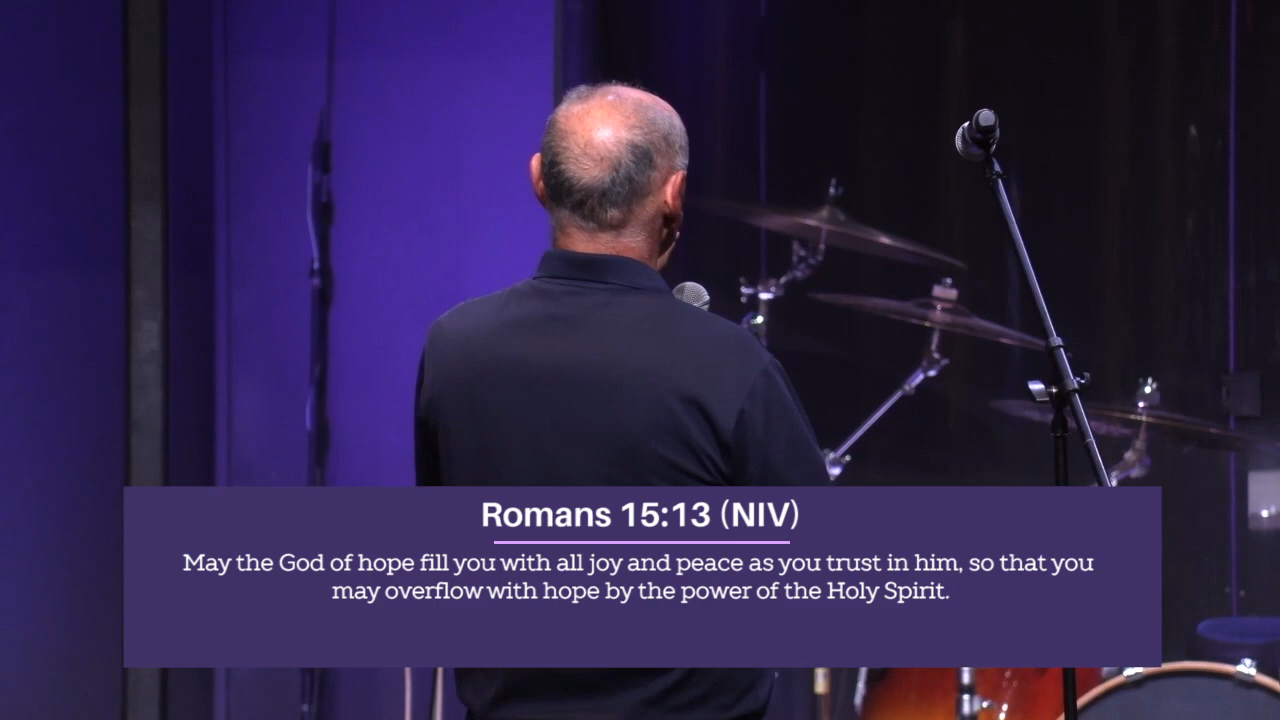 Romans 15:13 (NIV)
May the God of hope fill you with all joy and peace as you trust in him, so that you
may overflow with hope by the power of the Holy Spirit.